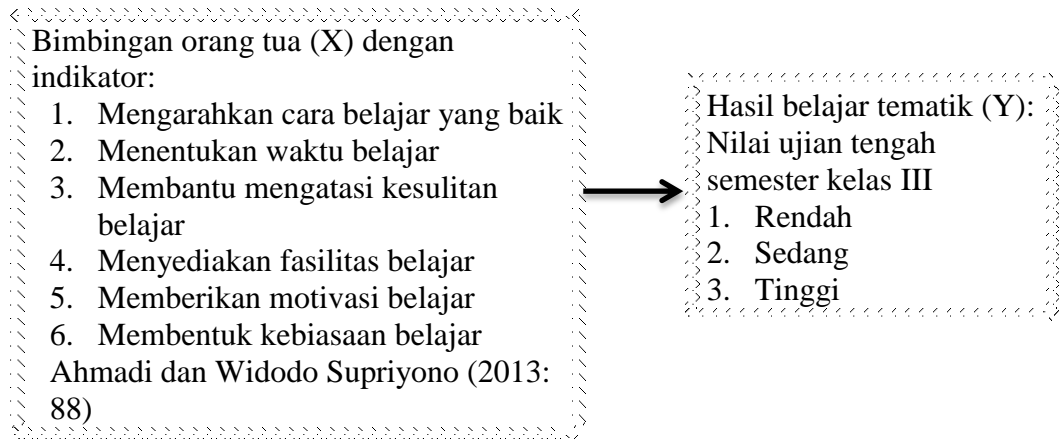 Bimbingan orang tua (X) dengan
indikator:
1. Mengarahkan cara belajar yang baik
2. Menentukan waktu belajar
3. Membantu mengatasi kesulitan
belajar
4. Menyediakan fasilitas belajar
5. Memberikan motivasi belajar
6. Membentuk kebiasaan belajar
Ahmadi dan Widodo Supriyono (2013:
88)
Hasil belajar tematik (Y):
Nilai ujian tengah
semester kelas III
1. Rendah
2. Sedang
3. Tinggi